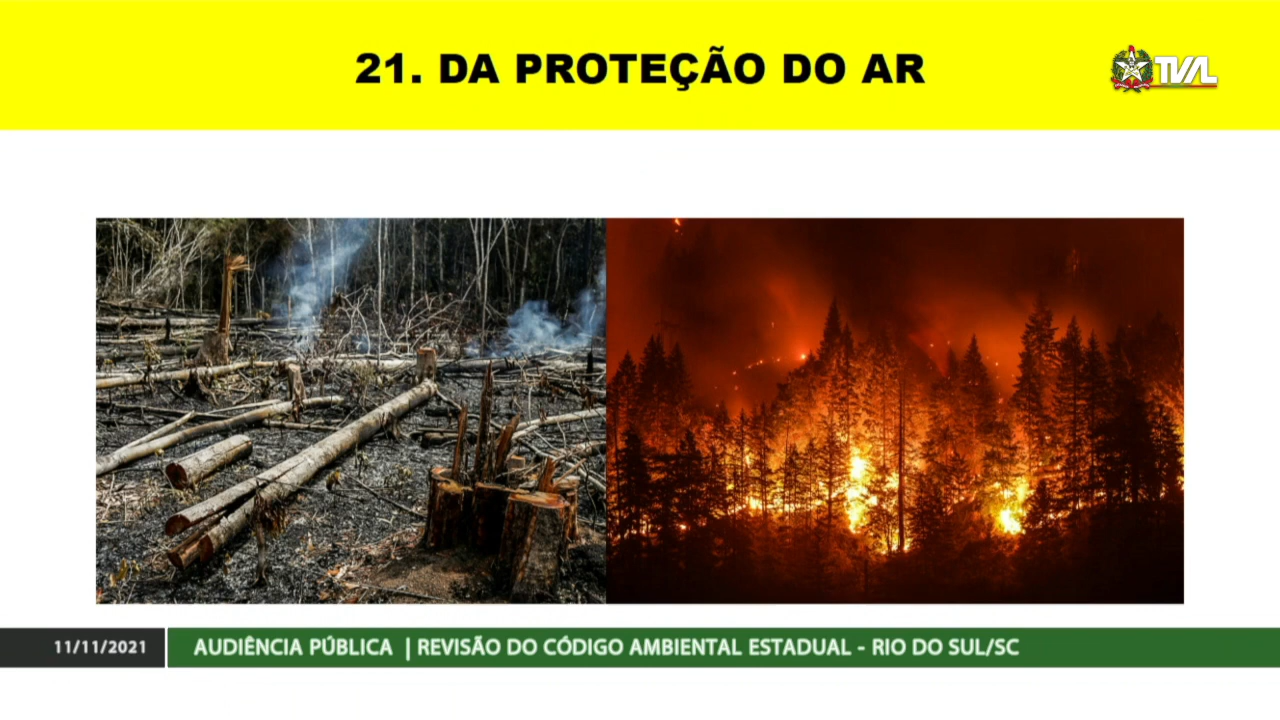 21. DA PROTEÇÃO DO AR
TVAL
11/11/2021
AUDIÊNCIA PÚBLICA | REVISÃO DO CÓDIGO AMBIENTAL ESTADUAL - RIO DO SUL/SC